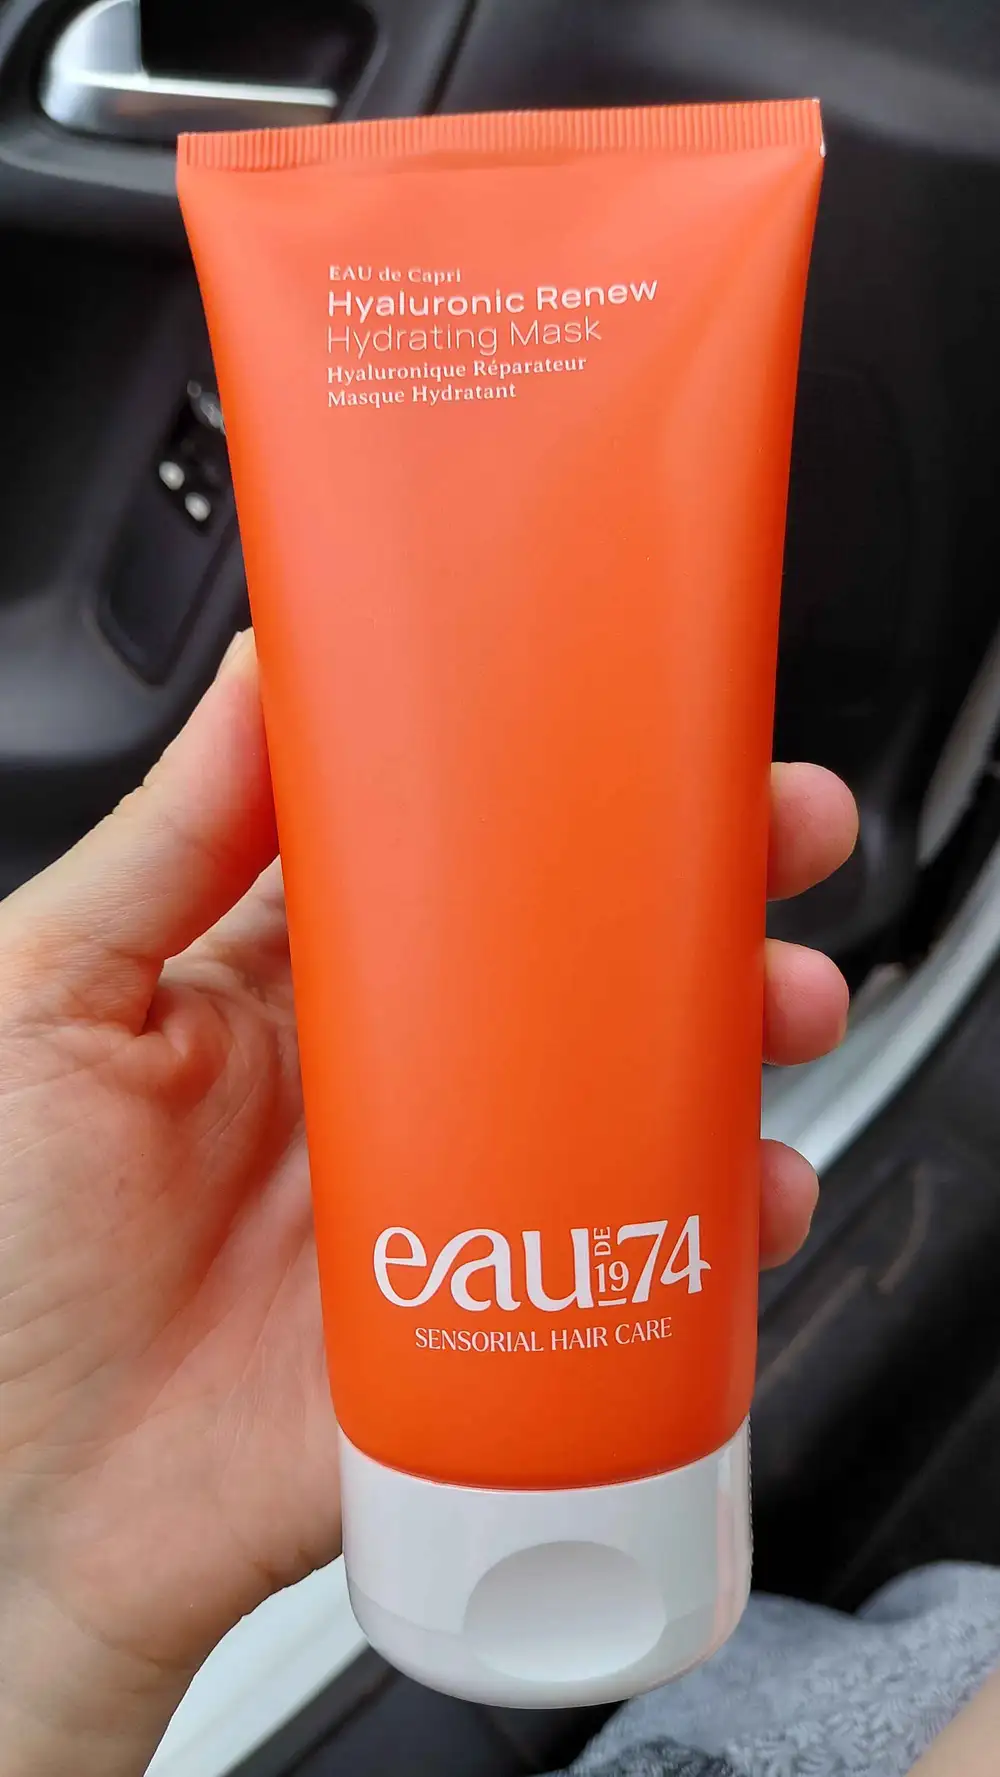 EAU de Capri
Hyaluronic Renew
Hydrating Mask
Hyaluronique Réparateur
Masque Hydratant
eau DE 1974
SENSORIAL HAIR CARE